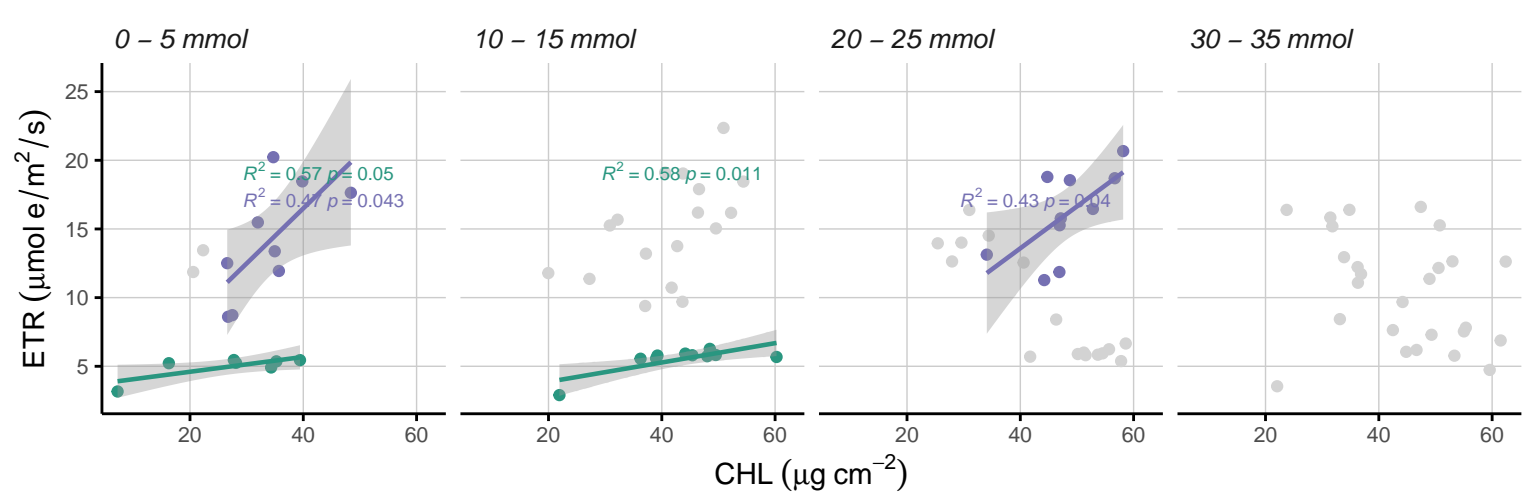 0 – 5 mmol
10 – 15 mmol
20 – 25 mmol
30 – 35 mmol
ETR (μmol e/m²/s)
25
20
15
10
5
R² = 0.57 p = 0.05
R² = 0.47 p = 0.043
R² = 0.58 p = 0.011
R² = 0.43 p = 0.04
20 40 60
20 40 60
20 40 60
20 40 60
CHL (μg cm⁻²)